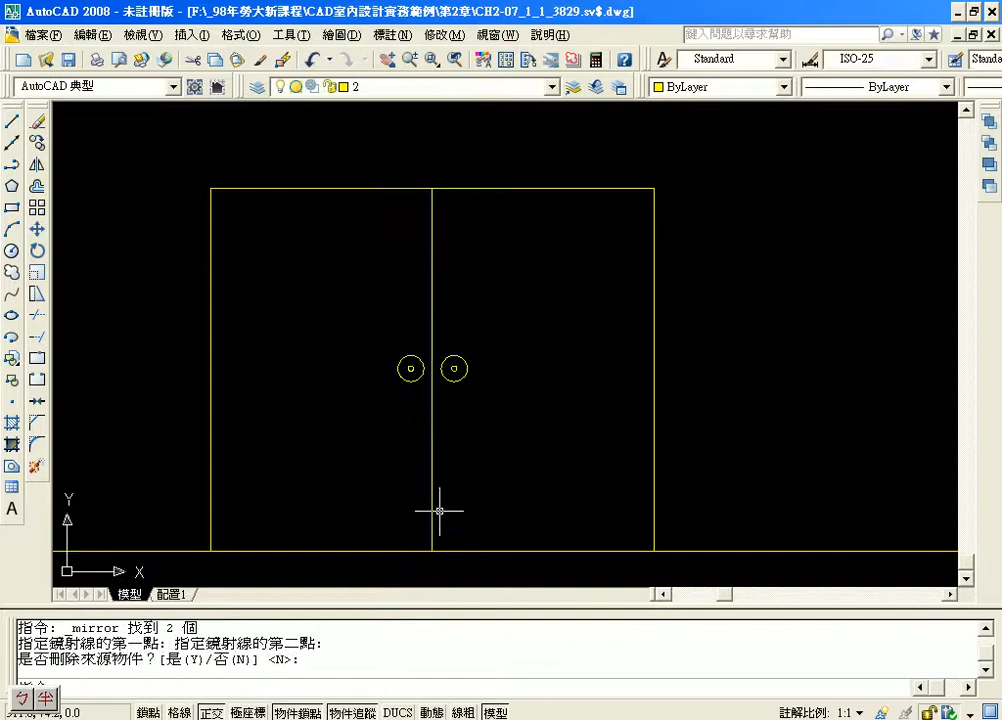 AutoCAD 2008 - 未註冊版 - [F:\_98年勞大新課程\CAD室內設計實務範例\第2章\CH2-07_1_1_3829.sv$.dwg]
檔案(F) 編輯(E) 檢視(V) 插入(I) 格式(O) 工具(T) 繪圖(D) 標註(N) 修改(M) 視窗(W) 說明(H) 鍵入問題以尋求幫助
Standard ISO-25 Standa
AutoCAD 典型 2 ByLayer ByLayer
A
Y
X
模型 配置1
指令: _mirror 找到 2 個
指定鏡射線的第一點: 指定鏡射線的第二點:
是否刪除來源物件？[是(Y)/否(N)] <N>:
ㄅ 半
鎖點 格線 正交 極座標 物件鎖點 物件追蹤 DUCS 動態 線粗 模型 註解比例: 1:1